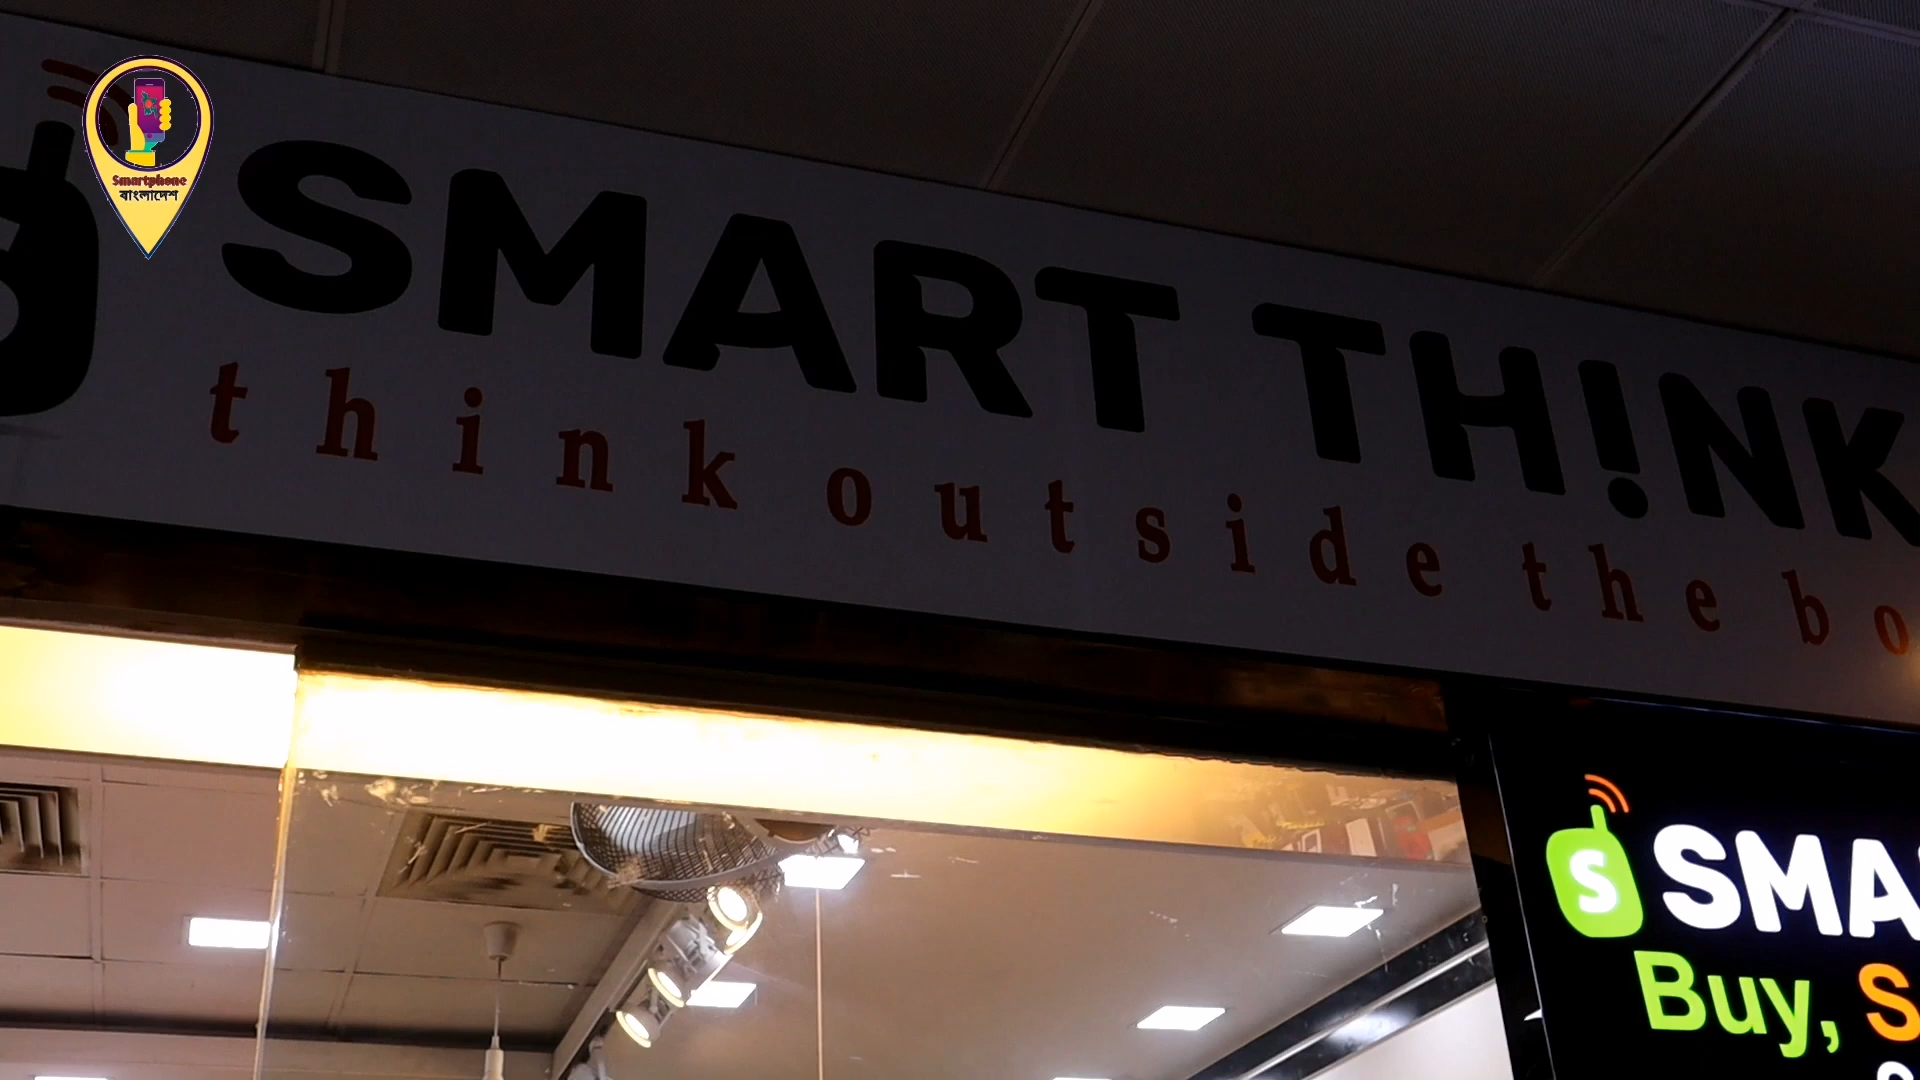 Smartphone
বাংলাদেশ
SMART TH!NK
think outside the bo
S SMA
Buy, S